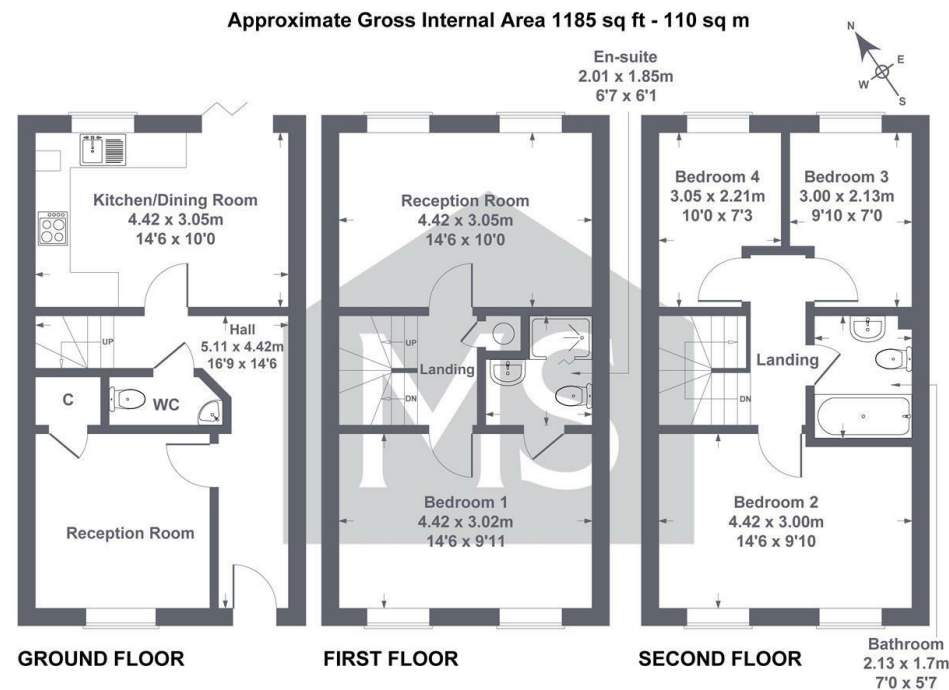 Approximate Gross Internal Area 1185 sq ft - 110 sq m
En-suite
2.01 x 1.85m
6'7 x 6'1
N
E
W
S
Kitchen/Dining Room
4.42 x 3.05m
14'6 x 10'0
Hall
5.11 x 4.42m
16'9 x 14'6
UP
C
WC
Reception Room
GROUND FLOOR
Reception Room
4.42 x 3.05m
14'6 x 10'0
UP
Landing
DN
MS
Bedroom 1
4.42 x 3.02m
14'6 x 9'11
FIRST FLOOR
Bedroom 4
3.05 x 2.21m
10'0 x 7'3
Bedroom 3
3.00 x 2.13m
9'10 x 7'0
Landing
DN
Bedroom 2
4.42 x 3.00m
14'6 x 9'10
SECOND FLOOR
Bathroom
2.13 x 1.7m
7'0 x 5'7